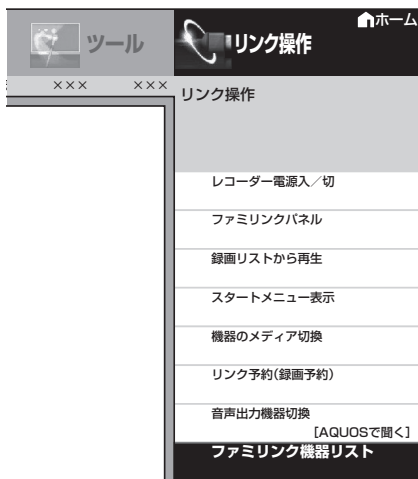 ホーム
ツール
リンク操作
××× ×××
リンク操作
レコーダー電源入／切
ファミリンクパネル
録画リストから再生
スタートメニュー表示
機器のメディア切換
リンク予約(録画予約)
音声出力機器切換
[AQUOSで聞く]
ファミリンク機器リスト